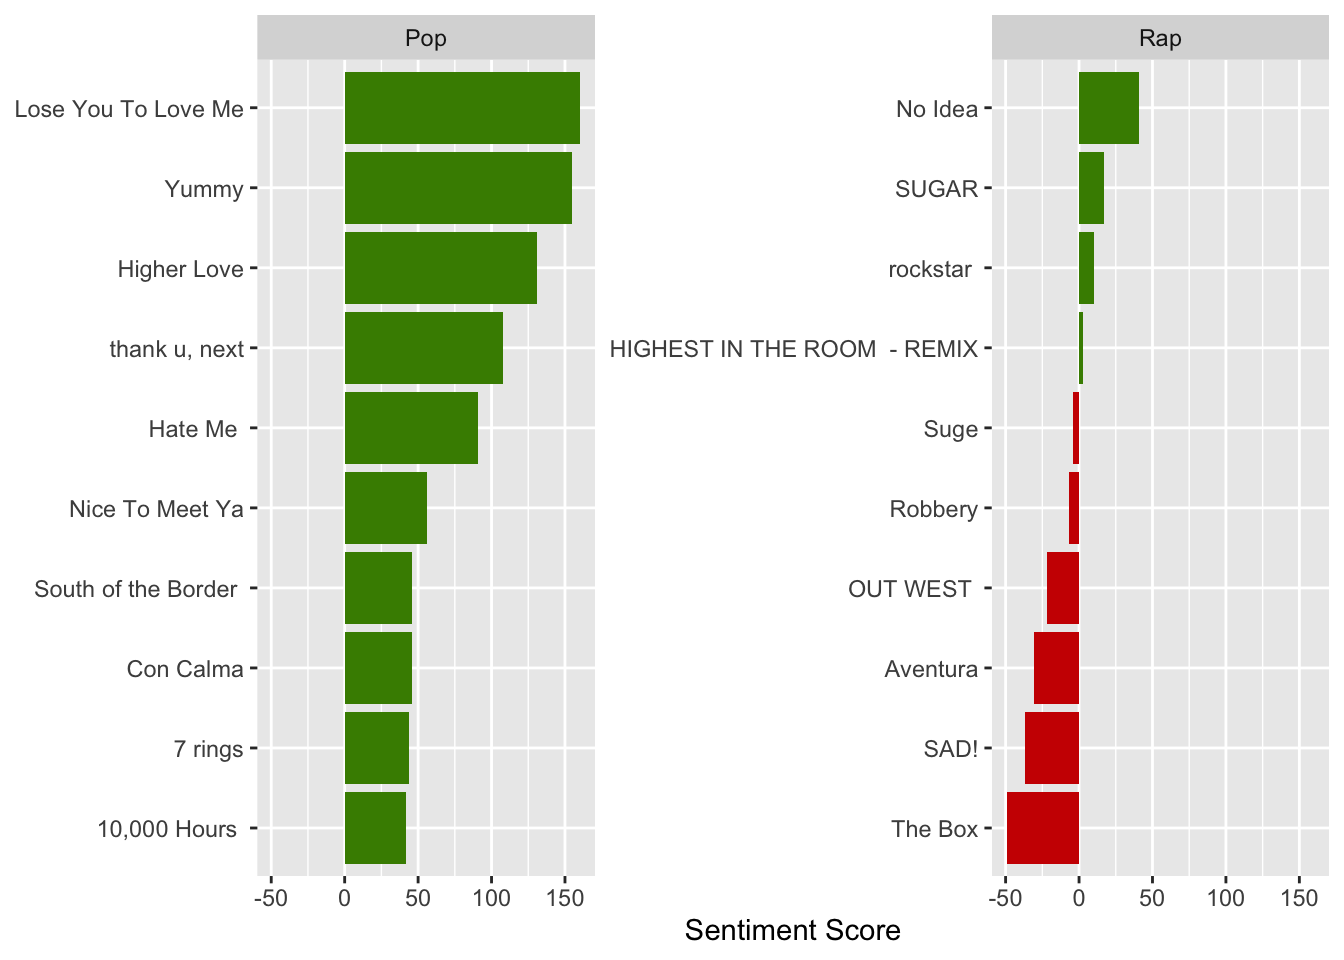 Pop
Lose You To Love Me
Yummy
Higher Love
thank u, next
Hate Me
Nice To Meet Ya
South of the Border
Con Calma
7 rings
10,000 Hours
-50 0 50 100 150
Rap
No Idea
SUGAR
rockstar
HIGHEST IN THE ROOM  - REMIX
Suge
Robbery
OUT WEST
Aventura
SAD!
The Box
-50 0 50 100 150
Sentiment Score